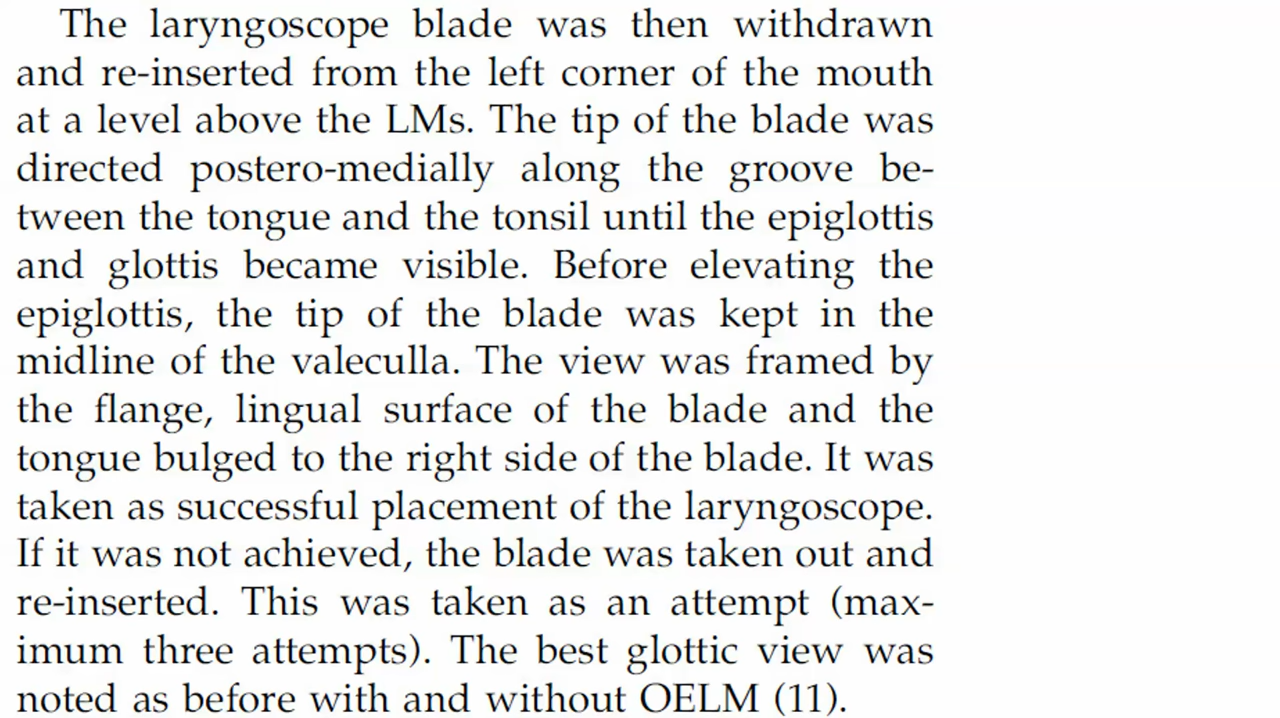 The laryngoscope blade was then withdrawn
and re-inserted from the left corner of the mouth
at a level above the LMs. The tip of the blade was
directed postero-medially along the groove be-
tween the tongue and the tonsil until the epiglottis
and glottis became visible. Before elevating the
epiglottis, the tip of the blade was kept in the
midline of the valeculla. The view was framed by
the flange, lingual surface of the blade and the
tongue bulged to the right side of the blade. It was
taken as successful placement of the laryngoscope.
If it was not achieved, the blade was taken out and
re-inserted. This was taken as an attempt (max-
imum three attempts). The best glottic view was
noted as before with and without OELM (11).